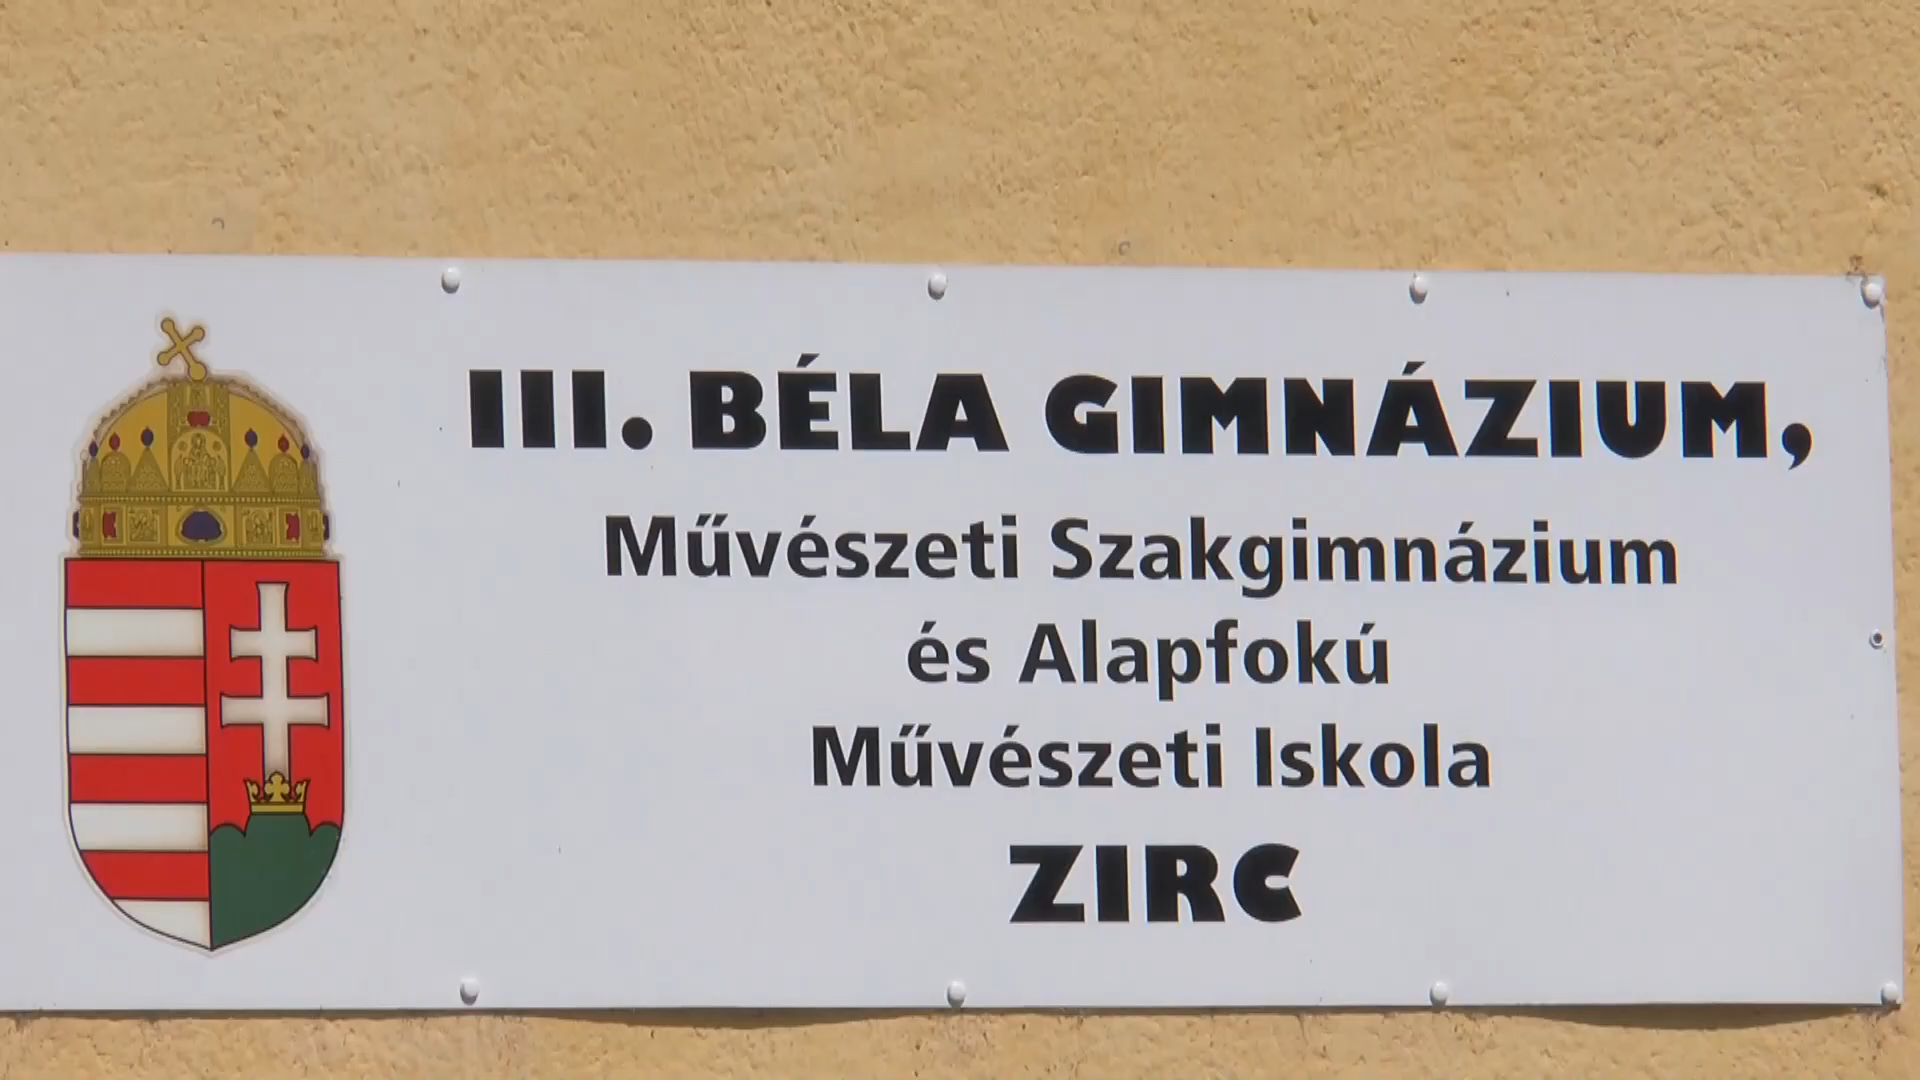 III. BÉLA GIMNÁZIUM,
Művészeti Szakgimnázium
és Alapfokú
Művészeti Iskola
ZIRC